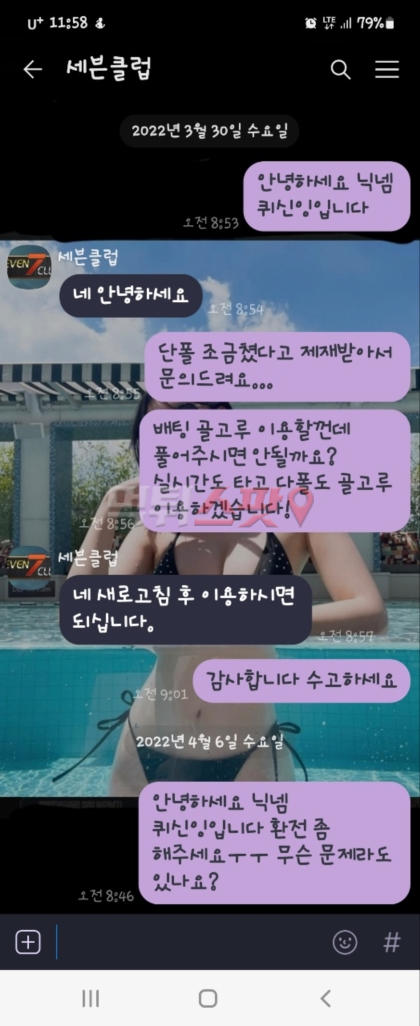 U+ 11:58
LTE
79%
세븐클럽
2022년 3월 30일 수요일
안녕하세요 닉넴
퀴신잉입니다
오전 8:53
EVEN 7 CLU
세븐클럽
네 안녕하세요
오전 8:54
단폴 조금쳤다고 제재받아서
문의드려요,,,
오전 8:55
배팅 골고루 이용할껀데
풀어주시면 안될까요?
실시간도 타고 다폴도 골고루
이용하겠습니다!
오전 8:56
먹튀스팟
EVEN 7 CLU
세븐클럽
네 새로고침 후 이용하시면
되십니다.
오전 8:57
감사합니다 수고하세요
오전 9:01
2022년 4월 6일 수요일
안녕하세요 닉넴
퀴신잉입니다 환전 좀
해주세요ㅜㅜ 무슨 문제라도
있나요?
오전 8:46
#